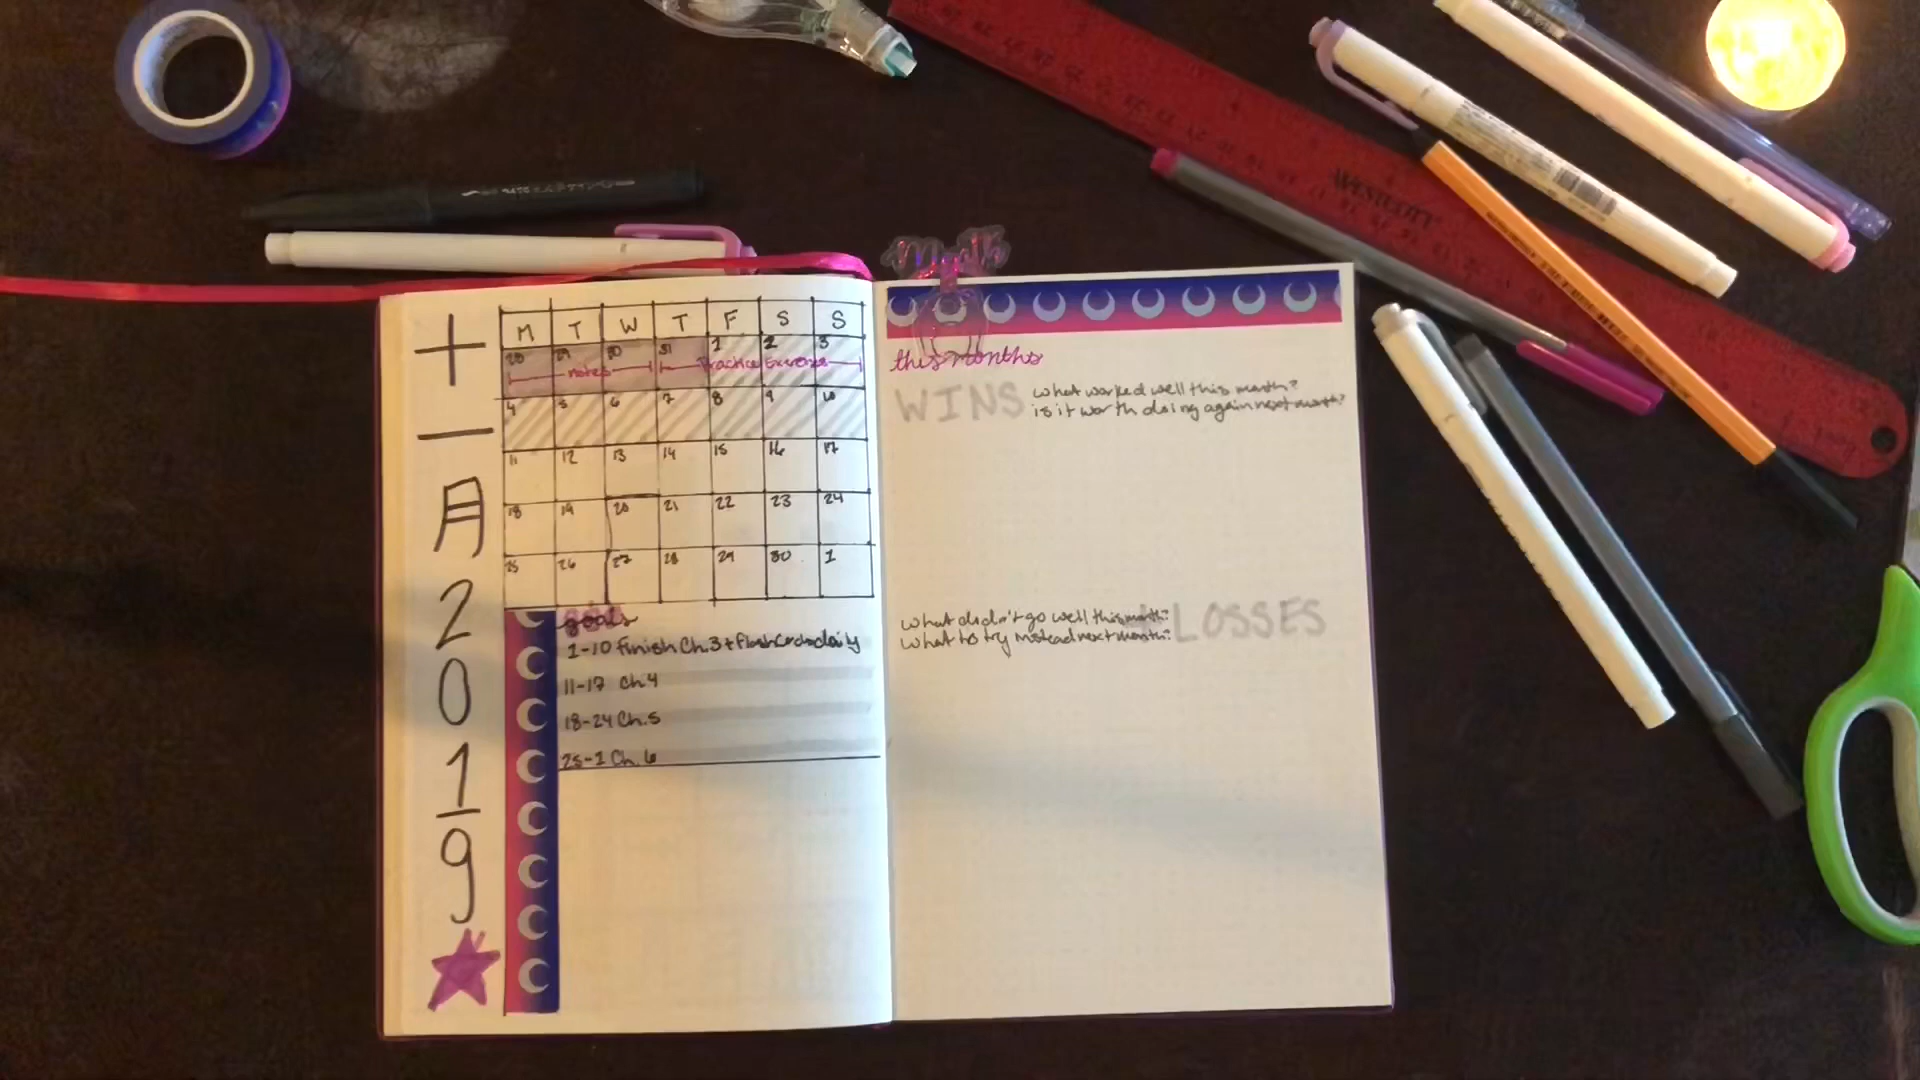 十
一
月
2
0
1
9
M T W T F S S
28 29 30 31 1 2 3
notes Practice Exercises
4 5 6 7 8 9 10
11 12 13 14 15 16 17
18 19 20 21 22 23 24
25 26 27 28 29 30 1
goals
1-10 Finish Ch.3 + Flashcards daily
11-17 Ch 4
18-24 Ch.5
25-1 Ch. 6
this months
WINS what worked well this month?
is it worth doing again next month?
What didn't go well this month?
What to try instead next month?
LOSSES
WESTCOTT